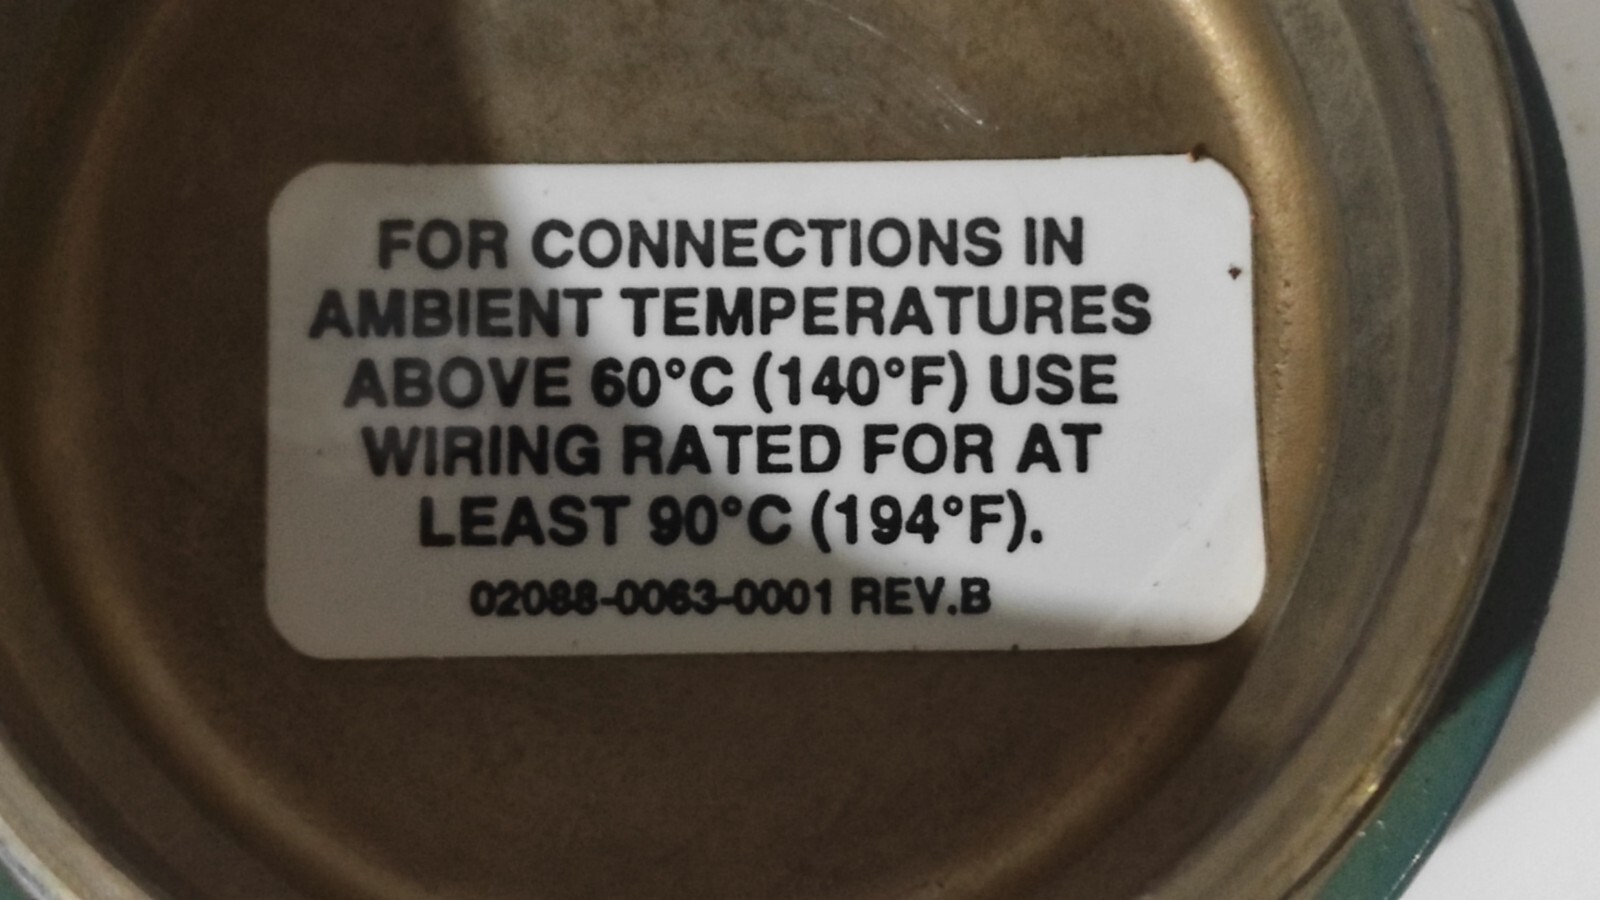 FOR CONNECTIONS IN
AMBIENT TEMPERATURES
ABOVE 60°C (140°F) USE
WIRING RATED FOR AT
LEAST 90°C (194°F).
02088-0063-0001 REV.B